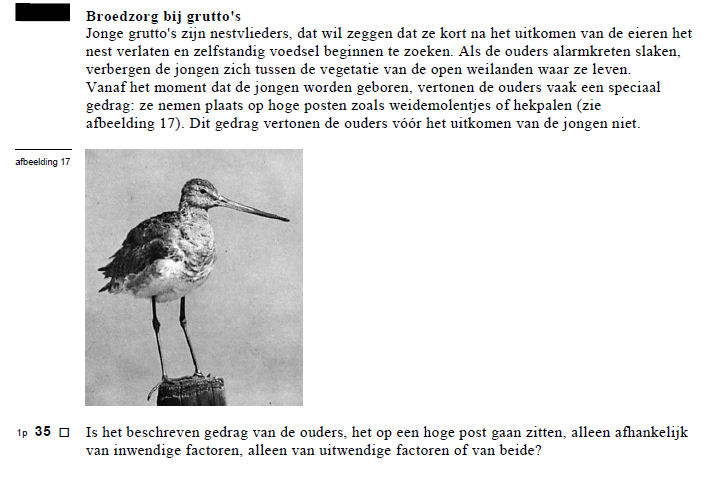 Broedzorg bij grutto's
Jonge grutto's zijn nestvlieders, dat wil zeggen dat ze kort na het uitkomen van de eieren het
nest verlaten en zelfstandig voedsel beginnen te zoeken. Als de ouders alarmkreten slaken,
verbergen de jongen zich tussen de vegetatie van de open weilanden waar ze leven.
Vanaf het moment dat de jongen worden geboren, vertonen de ouders vaak een speciaal
gedrag: ze nemen plaats op hoge posten zoals weidemolentjes of hekpalen (zie
afbeelding 17). Dit gedrag vertonen de ouders vóór het uitkomen van de jongen niet.
afbeelding 17
1p 35 □ Is het beschreven gedrag van de ouders, het op een hoge post gaan zitten, alleen afhankelijk
van inwendige factoren, alleen van uitwendige factoren of van beide?